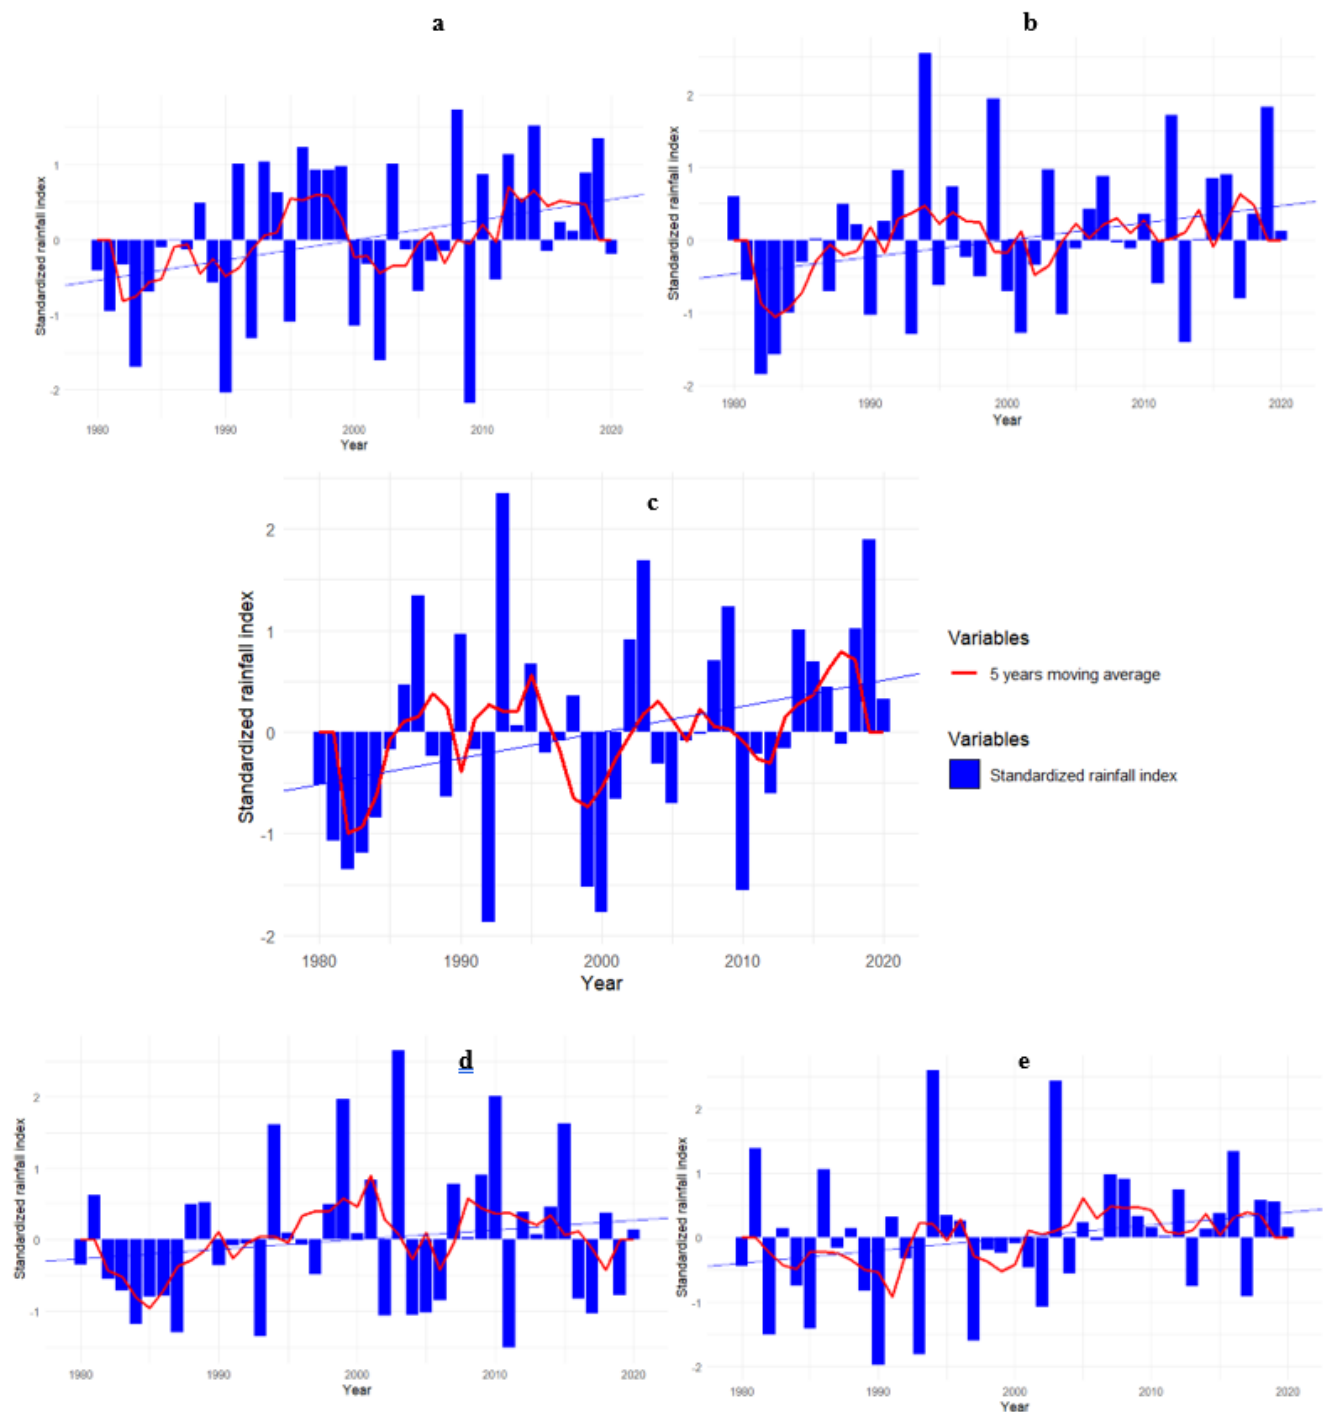 a
Standardized rainfall index
1
0
-1
-2
1980 1990 2000 2010 2020
Year
b
Standardized rainfall index
2
1
0
-1
-2
1980 1990 2000 2010 2020
Year
c
Standardized rainfall index
2
1
0
-1
-2
1980 1990 2000 2010 2020
Year
Variables
5 years moving average
Variables
Standardized rainfall index
d
Standardized rainfall index
2
1
0
-1
1980 1990 2000 2010 2020
Year
e
Standardized rainfall index
2
1
0
-1
-2
1980 1990 2000 2010 2020
Year